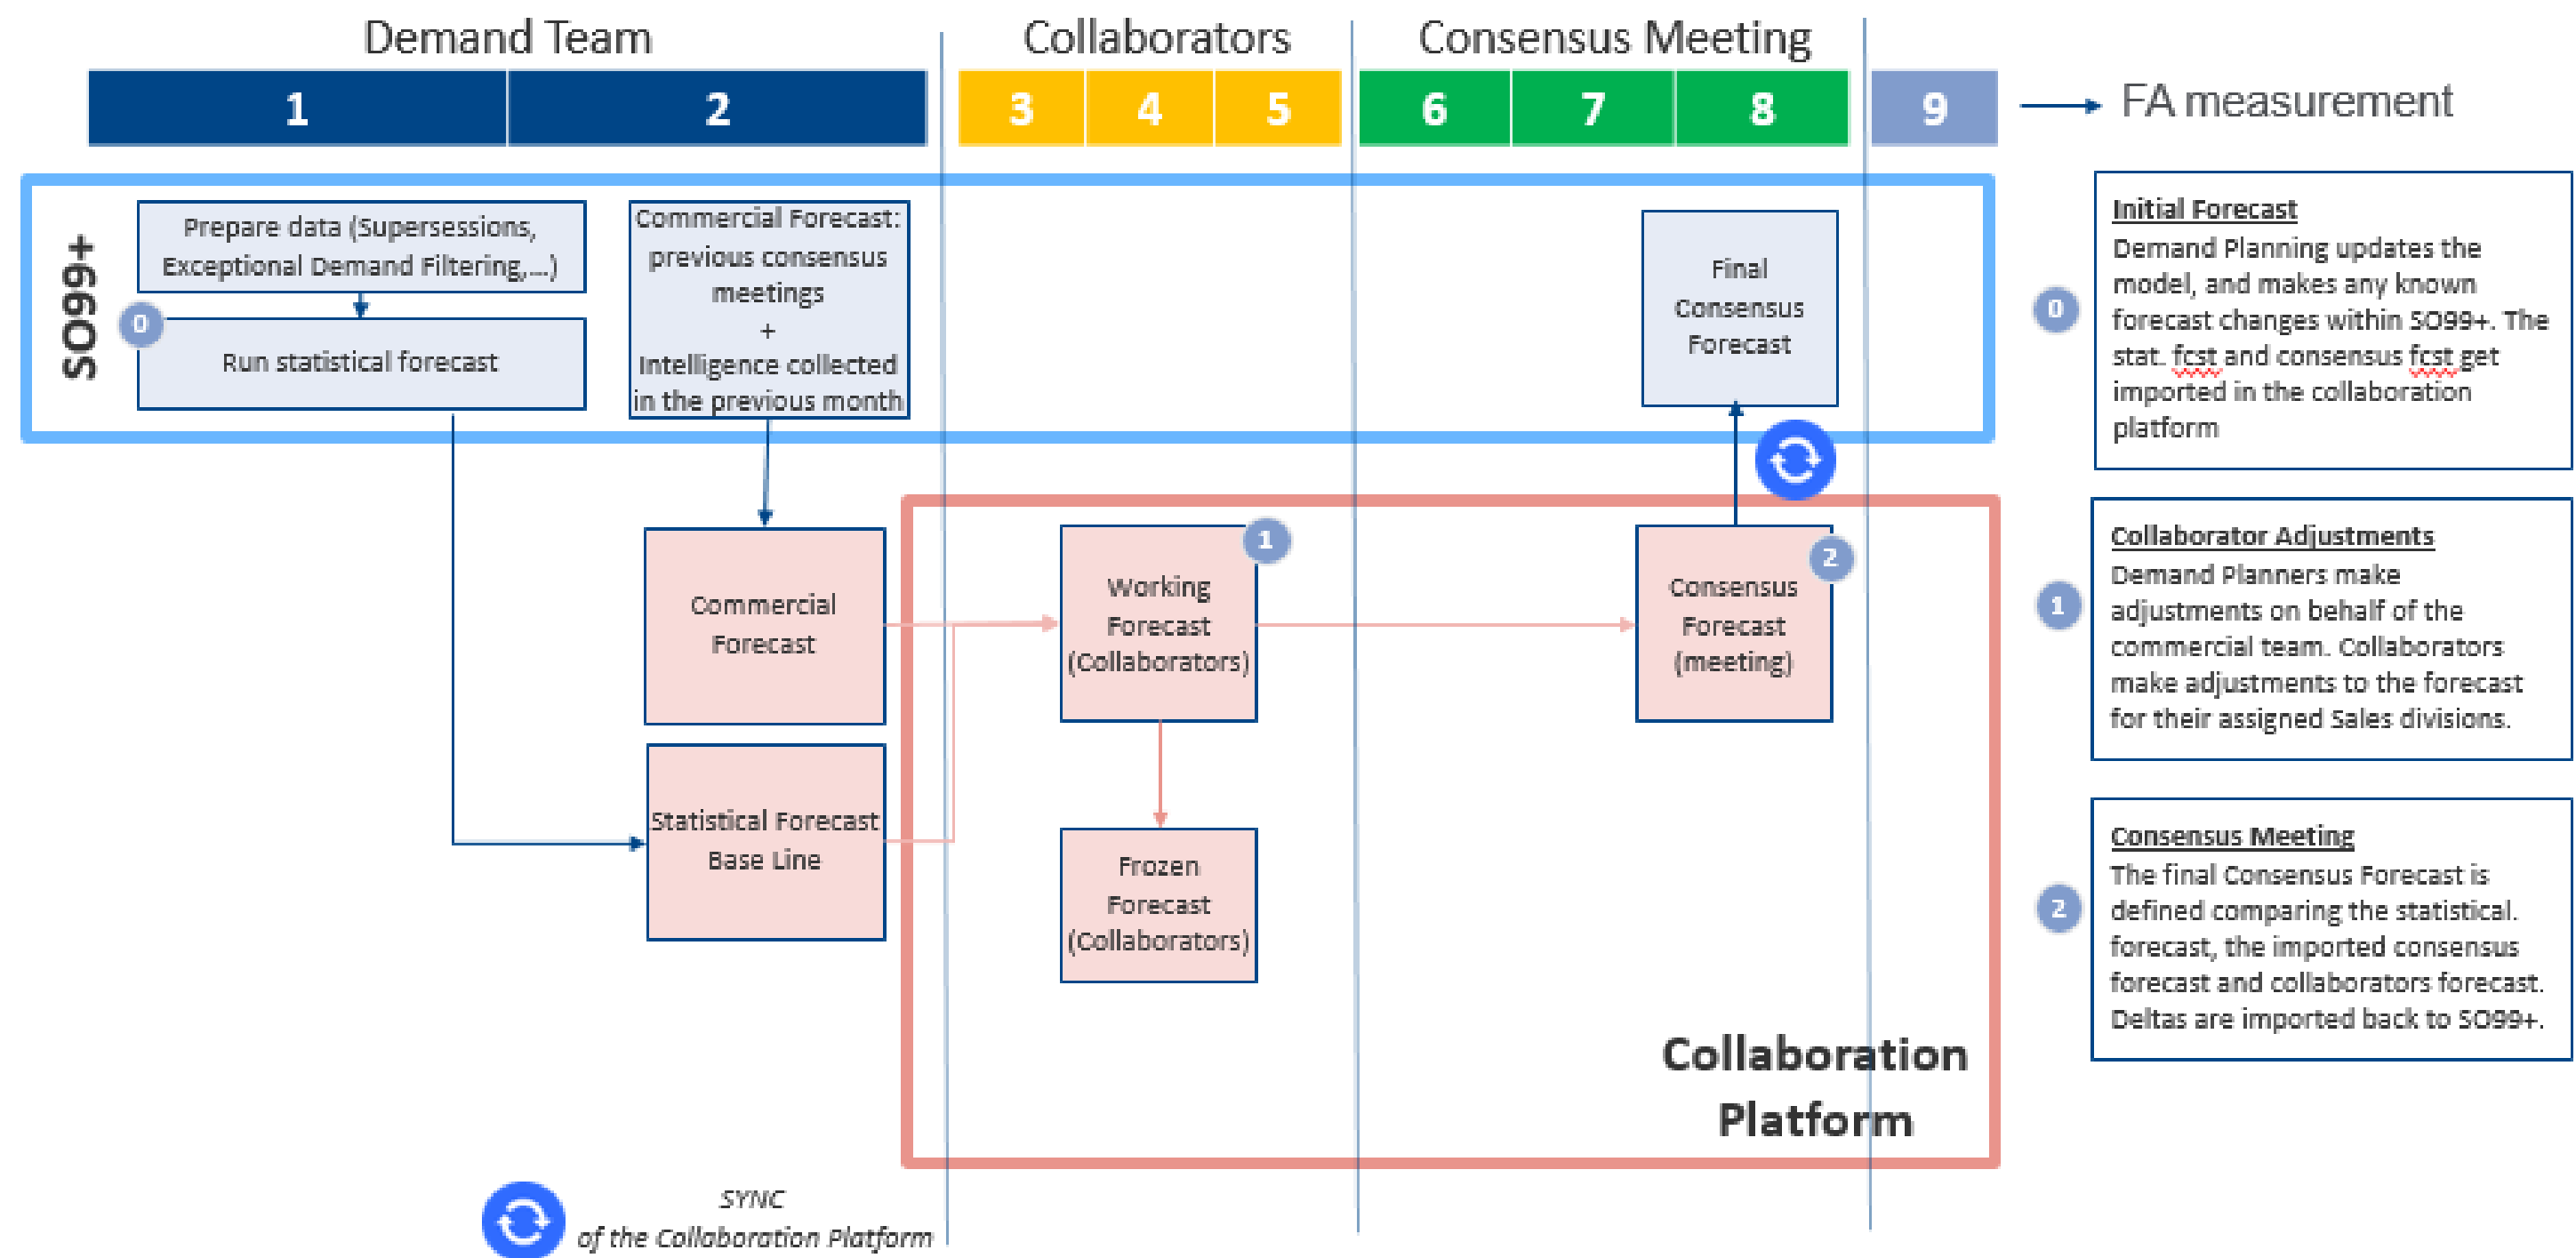 Demand Team
Collaborators
Consensus Meeting
1
2
3
4
5
6
7
8
9
FA measurement
SO99+
Prepare data (Supersessions,
Exceptional Demand Filtering,...)
0
Run statistical forecast
Commercial Forecast:
previous consensus
meetings
+
Intelligence collected
in the previous month
Final
Consensus
Forecast
Commercial
Forecast
Statistical Forecast
Base Line
Working
Forecast
(Collaborators)
1
Frozen
Forecast
(Collaborators)
Consensus
Forecast
(meeting)
2
Collaboration
Platform
SYNC
of the Collaboration Platform
0
Initial Forecast
Demand Planning updates the
model, and makes any known
forecast changes within SO99+. The
stat. fcst and consensus fcst get
imported in the collaboration
platform
1
Collaborator Adjustments
Demand Planners make
adjustments on behalf of the
commercial team. Collaborators
make adjustments to the forecast
for their assigned Sales divisions.
2
Consensus Meeting
The final Consensus Forecast is
defined comparing the statistical.
forecast, the imported consensus
forecast and collaborators forecast.
Deltas are imported back to SO99+.